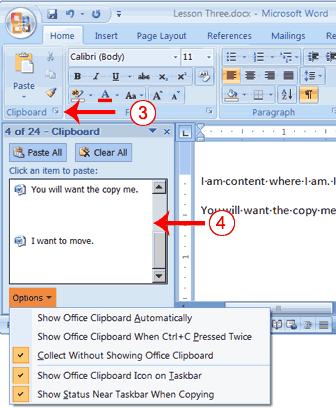 Lesson Three.docx - Microsoft Word
Home Insert Page Layout References Mailings Rev
Calibri (Body) 11
Paste
B I U abe x₂ x²
ab A Aa A A
Clipboard Font Paragraph
3
4 of 24 - Clipboard
Paste All Clear All
Click an item to paste:
You will want the copy me.
I want to move.
4
L
1
I·am·content·where·I·am.·I
You·will·want·the·copy·me
1
Options
Show Office Clipboard Automatically
Show Office Clipboard When Ctrl+C Pressed Twice
Collect Without Showing Office Clipboard
Show Office Clipboard Icon on Taskbar
Show Status Near Taskbar When Copying